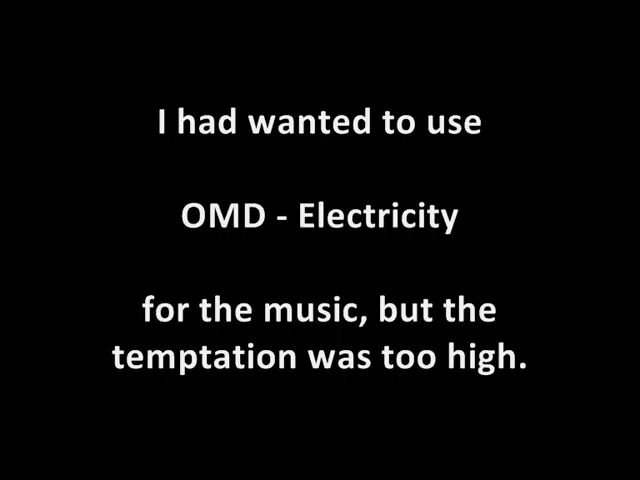 I had wanted to use
OMD - Electricity
for the music, but the
temptation was too high.